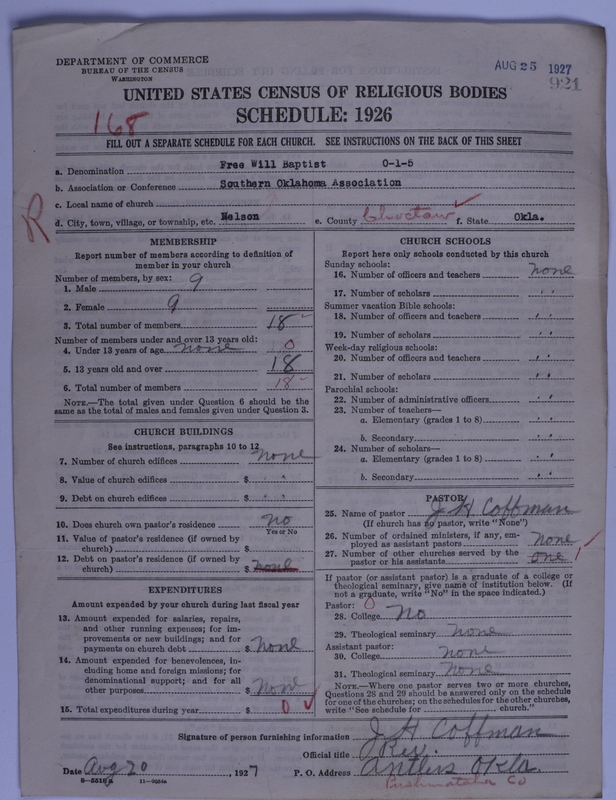 DEPARTMENT OF COMMERCE
BUREAU OF THE CENSUS
WASHINGTON
AUG 25 1927
921
UNITED STATES CENSUS OF RELIGIOUS BODIES
SCHEDULE: 1926
168
FILL OUT A SEPARATE SCHEDULE FOR EACH CHURCH. SEE INSTRUCTIONS ON THE BACK OF THIS SHEET
a. Denomination Free Will Baptist 0-1-5
b. Association or Conference Southern Oklahoma Association
c. Local name of church
R
d. City, town, village, or township, etc. Nelson e. County Choctaw f. State Okla.
MEMBERSHIP
Report number of members according to definition of
member in your church
Number of members, by sex:
1. Male 9
2. Female 9
3. Total number of members 18
Number of members under and over 13 years old:
4. Under 13 years of age none 0
5. 13 years old and over 18
6. Total number of members 18
NOTE.—The total given under Question 6 should be the
same as the total of males and females given under Question 3.
CHURCH BUILDINGS
See instructions, paragraphs 10 to 12
7. Number of church edifices none
8. Value of church edifices $ "
9. Debt on church edifices $ "
10. Does church own pastor's residence no
Yes or No
11. Value of pastor's residence (if owned by
church) $
12. Debt on pastor's residence (if owned by
church) $ none
EXPENDITURES
Amount expended by your church during last fiscal year
13. Amount expended for salaries, repairs,
and other running expenses; for im-
provements or new buildings; and for
payments on church debt $ None
14. Amount expended for benevolences, in-
cluding home and foreign missions; for
denominational support; and for all
other purposes $ None
15. Total expenditures during year $ 0
CHURCH SCHOOLS
Report here only schools conducted by this church
Sunday schools:
16. Number of officers and teachers none
17. Number of scholars "
Summer vacation Bible schools:
18. Number of officers and teachers "
19. Number of scholars "
Week-day religious schools:
20. Number of officers and teachers "
21. Number of scholars "
Parochial schools:
22. Number of administrative officers "
23. Number of teachers—
a. Elementary (grades 1 to 8) "
b. Secondary "
24. Number of scholars—
a. Elementary (grades 1 to 8) "
b. Secondary "
PASTOR
25. Name of pastor J H Coffman
(If church has no pastor, write "None")
26. Number of ordained ministers, if any, em-
ployed as assistant pastors None
27. Number of other churches served by the
pastor or his assistants one 1
If pastor (or assistant pastor) is a graduate of a college or
theological seminary, give name of institution below. (If
not a graduate, write "No" in the space indicated.)
Pastor: 0
28. College No
29. Theological seminary None
Assistant pastor:
30. College none
31. Theological seminary None
NOTE.—Where one pastor serves two or more churches,
Questions 28 and 29 should be answered only on the schedule
for one of the churches; on the schedules for the other churches,
write "See schedule for church."
Signature of person furnishing information J. H Coffman
Official title Rev.
Date Aug 20, 1927 P. O. Address Antlers Okla.
Pushmataha Co